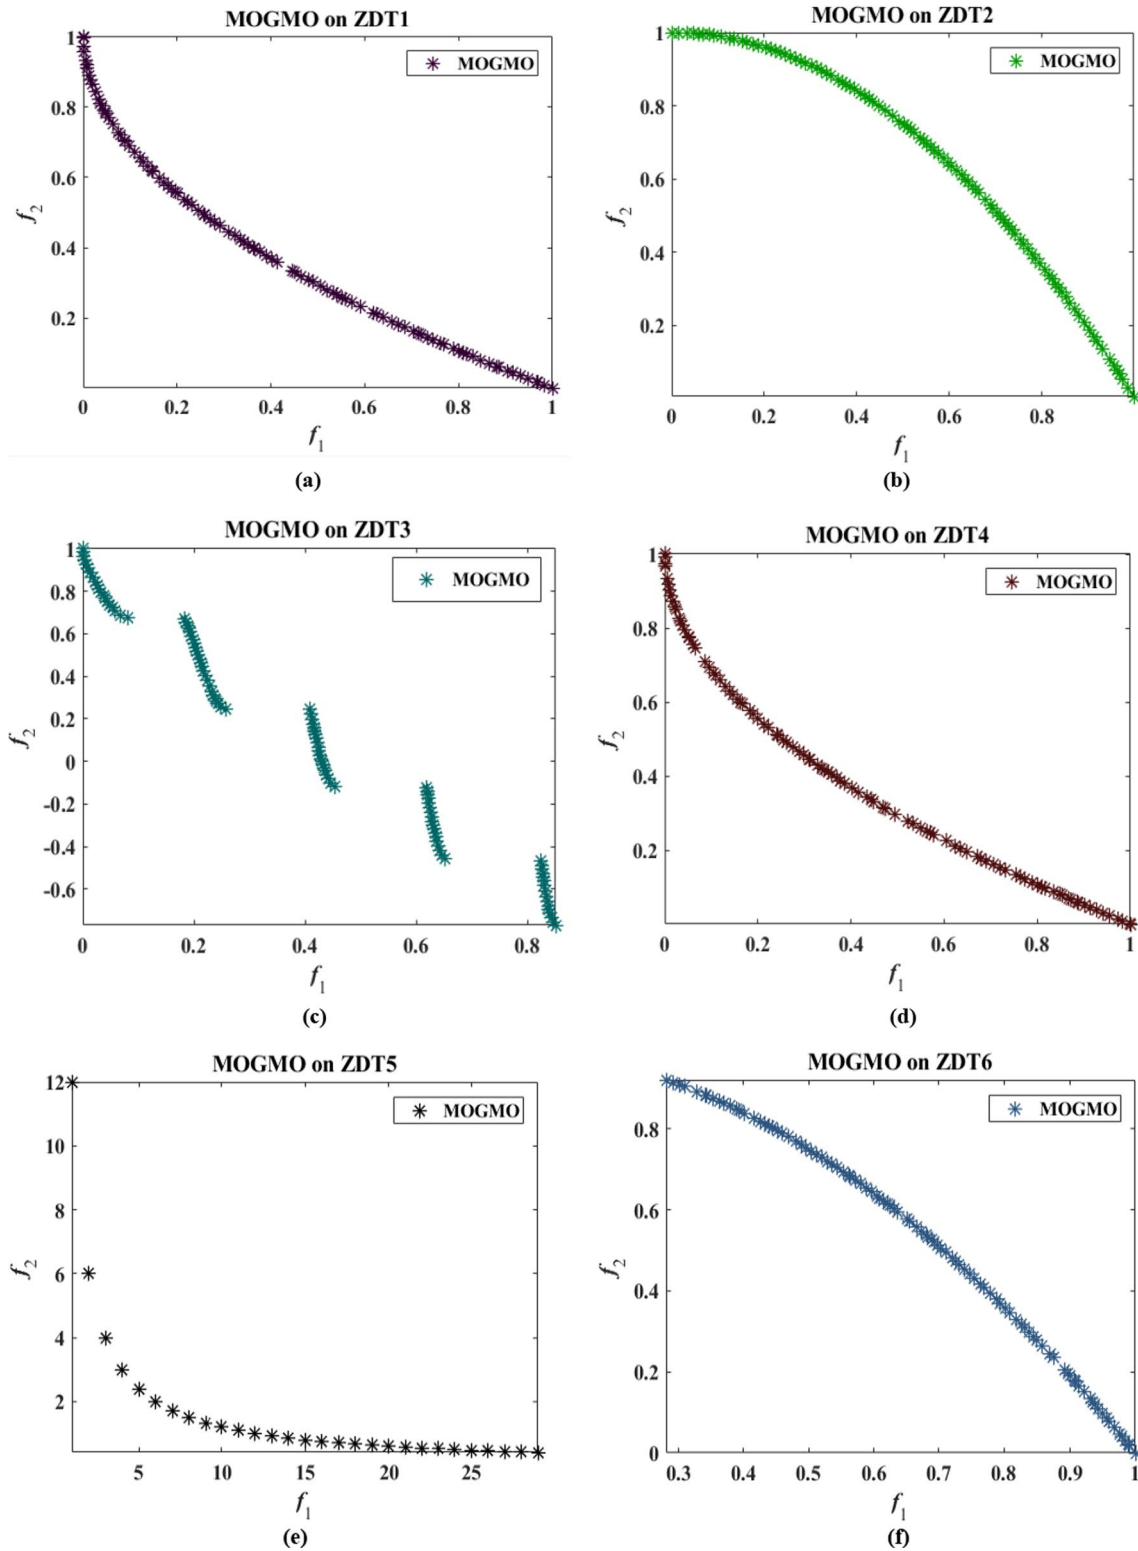 MOGMO on ZDT1
MOGMO
1
0.8
0.6
0.4
0.2
f2
0 0.2 0.4 0.6 0.8 1
f1
(a)
MOGMO on ZDT2
MOGMO
1
0.8
0.6
0.4
0.2
f2
0 0.2 0.4 0.6 0.8
f1
(b)
MOGMO on ZDT3
MOGMO
1
0.8
0.6
0.4
0.2
0
-0.2
-0.4
-0.6
f2
0 0.2 0.4 0.6 0.8
f1
(c)
MOGMO on ZDT4
MOGMO
1
0.8
0.6
0.4
0.2
f2
0 0.2 0.4 0.6 0.8 1
f1
(d)
MOGMO on ZDT5
MOGMO
12
10
8
6
4
2
f2
5 10 15 20 25
f1
(e)
MOGMO on ZDT6
MOGMO
0.8
0.6
0.4
0.2
0
f2
0.3 0.4 0.5 0.6 0.7 0.8 0.9 1
f1
(f)